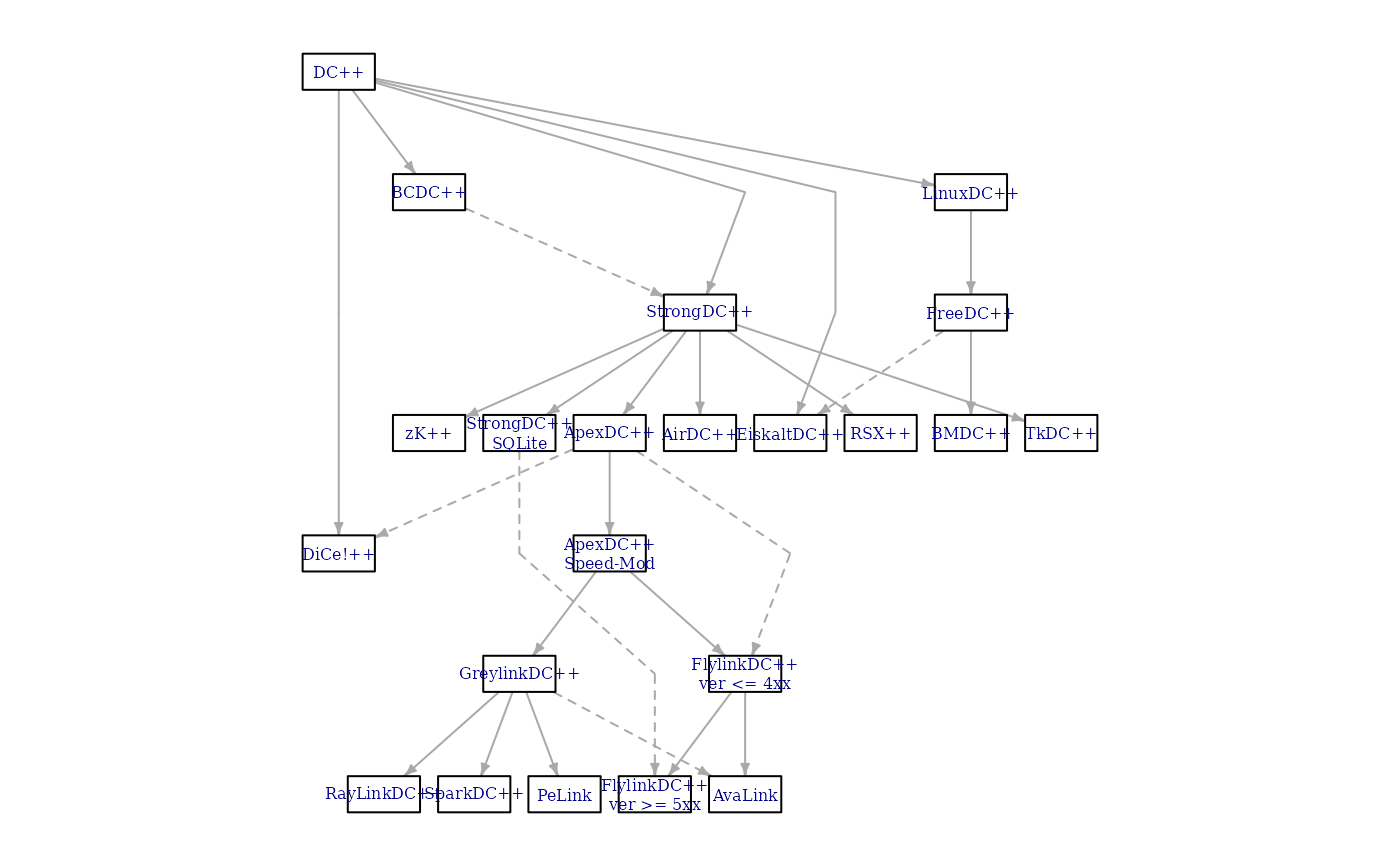 DC++
BCDC++
LinuxDC++
StrongDC++
FreeDC++
zK++
StrongDC++
SQLite
ApexDC++
AirDC++
EiskaltDC++
RSX++
BMDC++
TkDC++
DiCe!++
ApexDC++
Speed-Mod
GreylinkDC++
FlylinkDC++
ver <= 4xx
RayLinkDC++
SparkDC++
PeLink
FlylinkDC++
ver >= 5xx
AvaLink